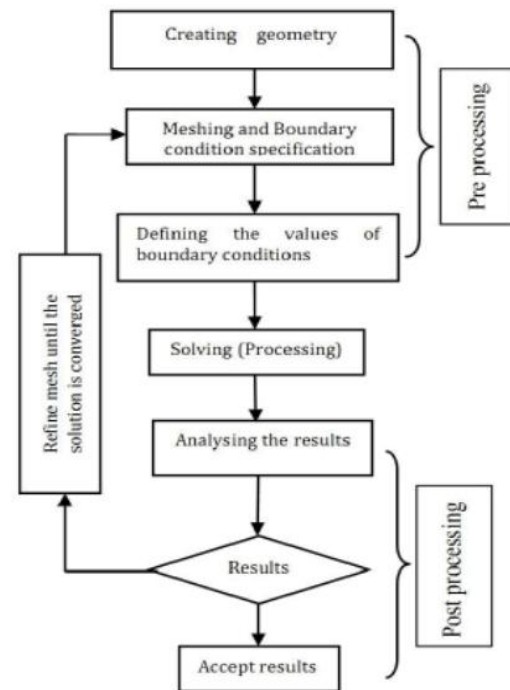 Creating geometry
Meshing and Boundary
condition specification
Pre processing
Defining the values of
boundary conditions
Refine mesh until the
solution is converged
Solving (Processing)
Analysing the results
Results
Post processing
Accept results